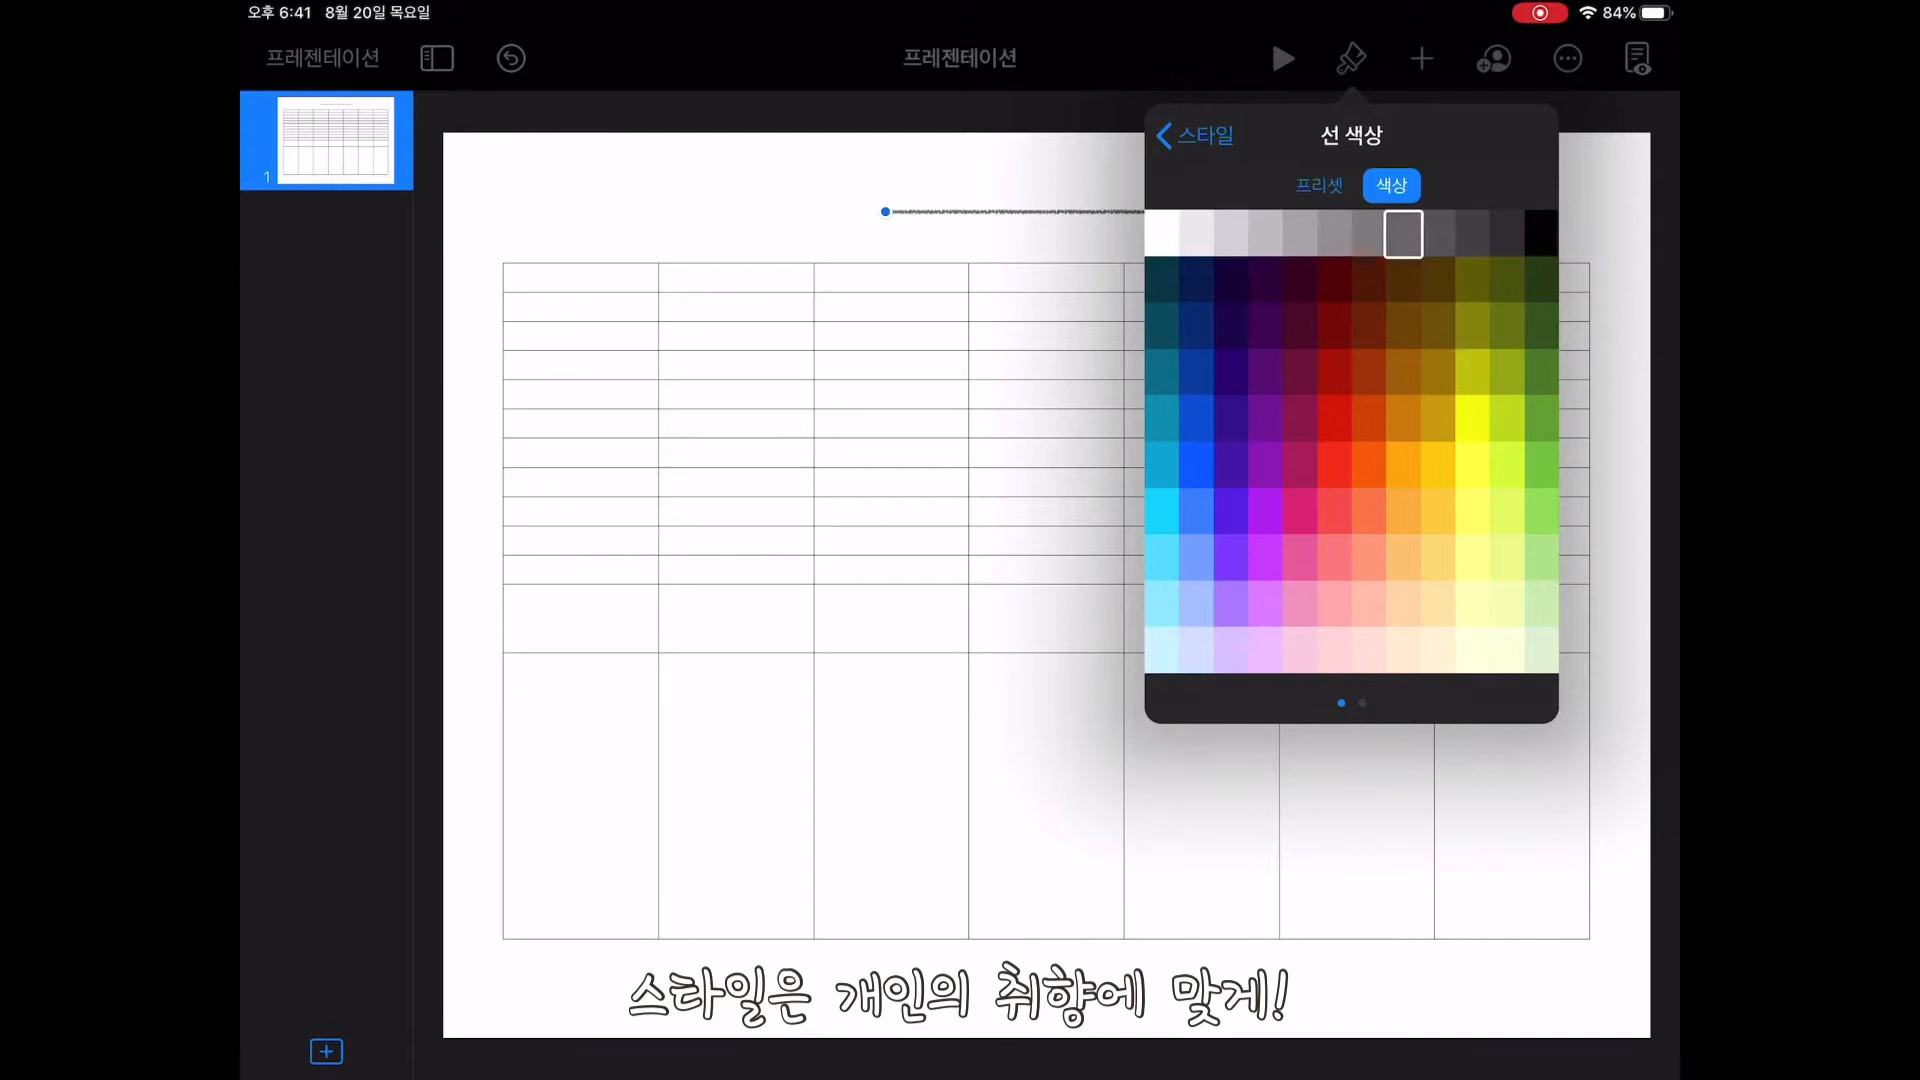 오후 6:41 8월 20일 목요일
84%
프레젠테이션
프레젠테이션
스타일
선 색상
프리셋
색상
1
스타일은 개인의 취향에 맞게!